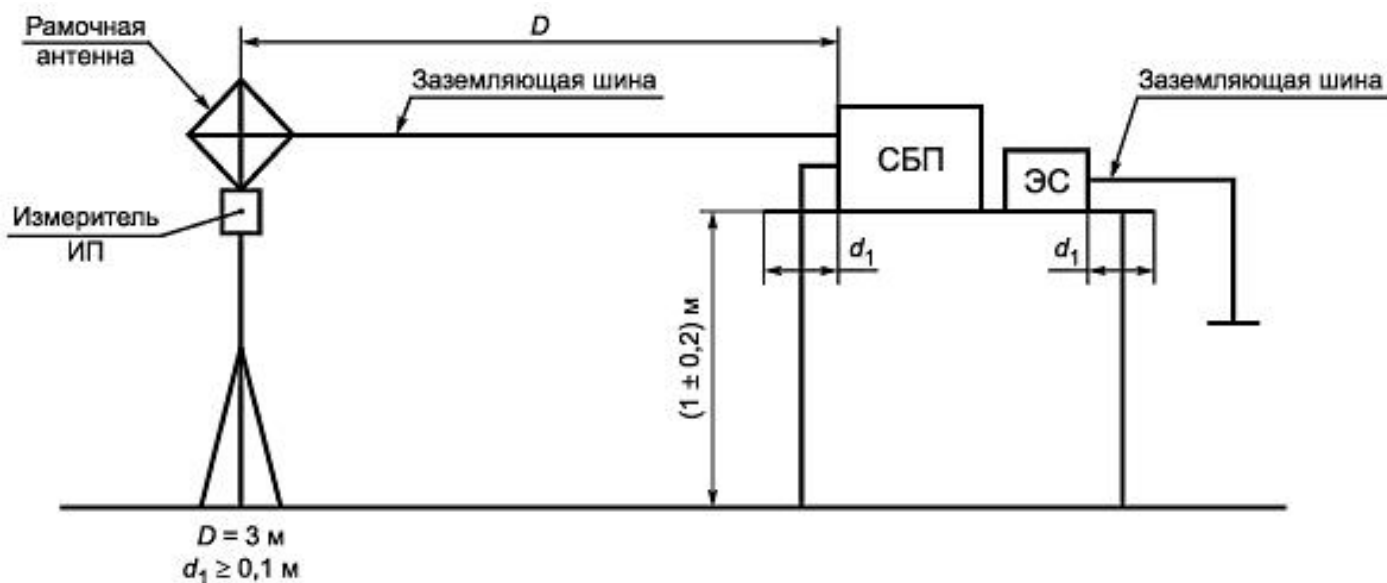 Рамочная
антенна
D
Заземляющая шина
Заземляющая шина
СБП
ЭС
Измеритель
ИП
d₁
d₁
(1 ± 0,2) м
D = 3 м
d₁ ≥ 0,1 м